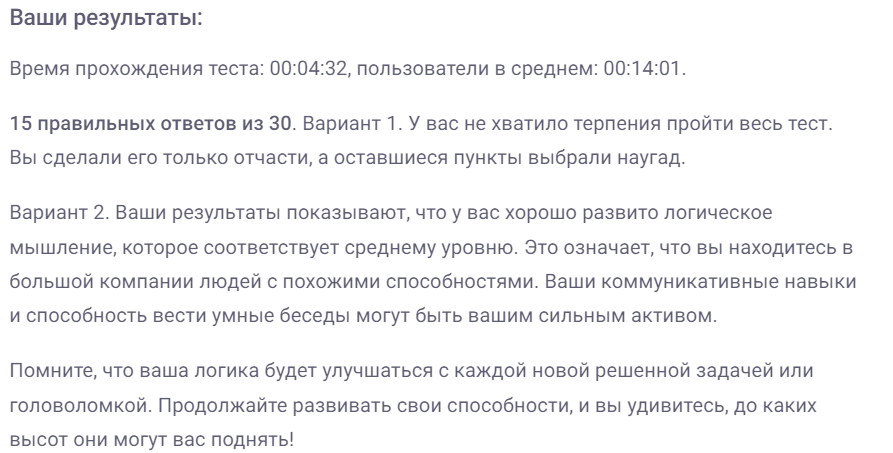 Ваши результаты:
Время прохождения теста: 00:04:32, пользователи в среднем: 00:14:01.
15 правильных ответов из 30. Вариант 1. У вас не хватило терпения пройти весь тест.
Вы сделали его только отчасти, а оставшиеся пункты выбрали наугад.
Вариант 2. Ваши результаты показывают, что у вас хорошо развито логическое
мышление, которое соответствует среднему уровню. Это означает, что вы находитесь в
большой компании людей с похожими способностями. Ваши коммуникативные навыки
и способность вести умные беседы могут быть вашим сильным активом.
Помните, что ваша логика будет улучшаться с каждой новой решенной задачей или
головоломкой. Продолжайте развивать свои способности, и вы удивитесь, до каких
высот они могут вас поднять!